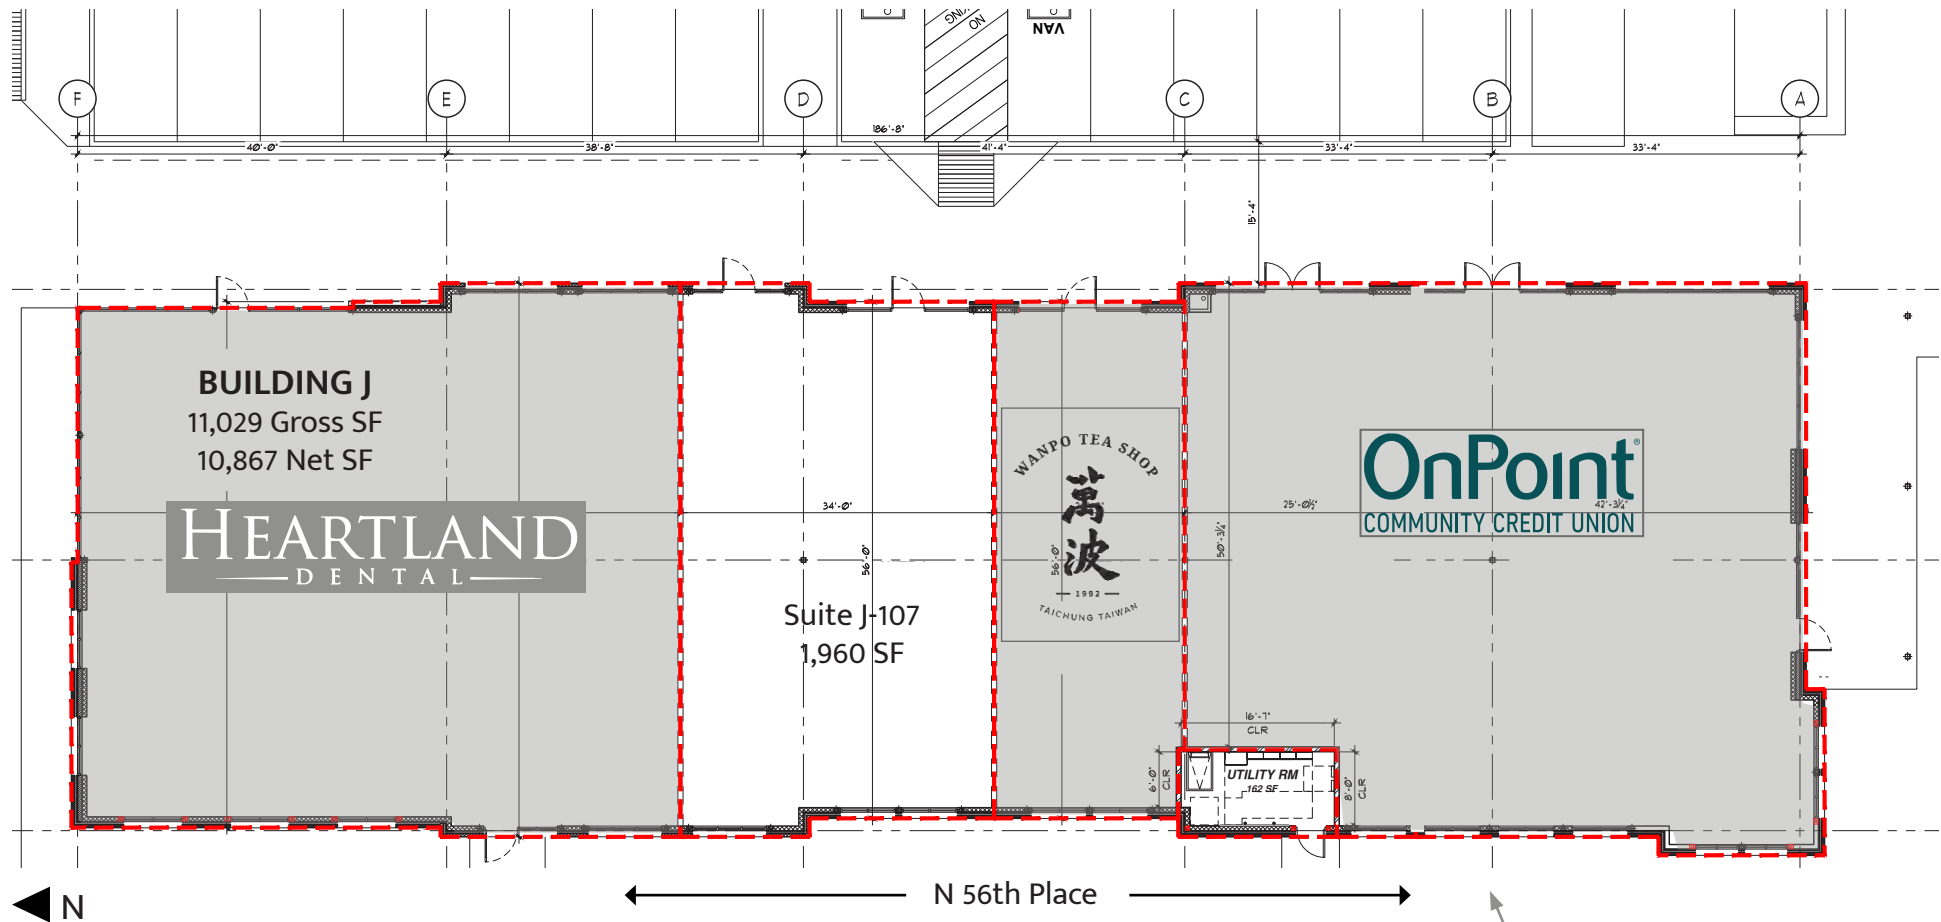 NO
VAN
F
E
D
C
B
A
186'-8"
40'-0"
38'-8"
41'-4"
33'-4"
33'-4"
15'-4"
BUILDING J
11,029 Gross SF
10,867 Net SF
HEARTLAND
DENTAL
34'-0"
56'-0"
Suite J-107
1,960 SF
WANPO TEA SHOP
萬波
56'-0"
1992
TAICHUNG TAIWAN
50'-3¼"
25'-0½"
OnPoint
42'-3¼"
COMMUNITY CREDIT UNION
16'-7"
CLR
6'-0"
CLR
UTILITY RM
162 SF
8'-0"
CLR
N 56th Place
N